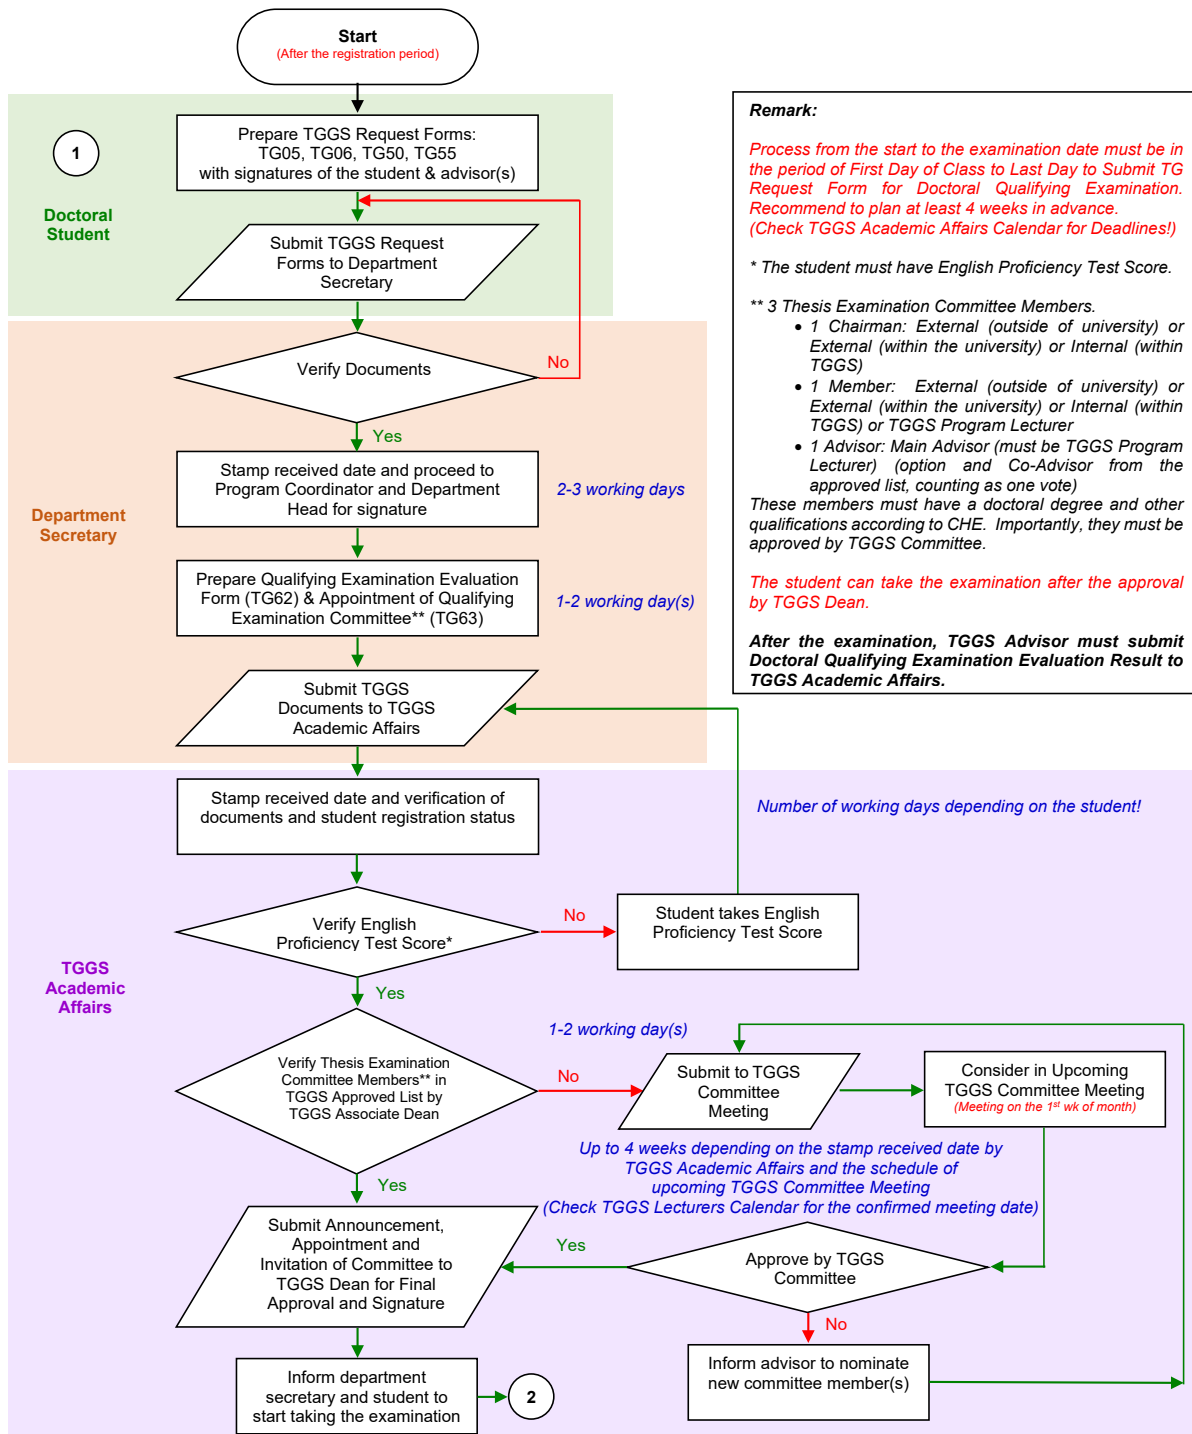 Start
(After the registration period)
1
Doctoral
Student
Prepare TGGS Request Forms:
TG05, TG06, TG50, TG55
with signatures of the student & advisor(s)
Submit TGGS Request
Forms to Department
Secretary
Verify Documents
No
Yes
Department
Secretary
Stamp received date and proceed to
Program Coordinator and Department
Head for signature
2-3 working days
Prepare Qualifying Examination Evaluation
Form (TG62) & Appointment of Qualifying
Examination Committee** (TG63)
1-2 working day(s)
Submit TGGS
Documents to TGGS
Academic Affairs
Remark:
Process from the start to the examination date must be in
the period of First Day of Class to Last Day to Submit TG
Request Form for Doctoral Qualifying Examination.
Recommend to plan at least 4 weeks in advance.
(Check TGGS Academic Affairs Calendar for Deadlines!)
* The student must have English Proficiency Test Score.
** 3 Thesis Examination Committee Members.
• 1 Chairman: External (outside of university) or
External (within the university) or Internal (within
TGGS)
• 1 Member: External (outside of university) or
External (within the university) or Internal (within
TGGS) or TGGS Program Lecturer
• 1 Advisor: Main Advisor (must be TGGS Program
Lecturer) (option and Co-Advisor from the
approved list, counting as one vote)
These members must have a doctoral degree and other
qualifications according to CHE. Importantly, they must be
approved by TGGS Committee.
The student can take the examination after the approval
by TGGS Dean.
After the examination, TGGS Advisor must submit
Doctoral Qualifying Examination Evaluation Result to
TGGS Academic Affairs.
Stamp received date and verification of
documents and student registration status
Number of working days depending on the student!
TGGS
Academic
Affairs
Verify English
Proficiency Test Score*
No
Student takes English
Proficiency Test Score
Yes
Verify Thesis Examination
Committee Members** in
TGGS Approved List by
TGGS Associate Dean
No
1-2 working day(s)
Submit to TGGS
Committee
Meeting
Consider in Upcoming
TGGS Committee Meeting
(Meeting on the 1st wk of month)
Up to 4 weeks depending on the stamp received date by
TGGS Academic Affairs and the schedule of
upcoming TGGS Committee Meeting
(Check TGGS Lecturers Calendar for the confirmed meeting date)
Yes
Submit Announcement,
Appointment and
Invitation of Committee to
TGGS Dean for Final
Approval and Signature
Yes
Approve by TGGS
Committee
No
Inform advisor to nominate
new committee member(s)
Inform department
secretary and student to
start taking the examination
2